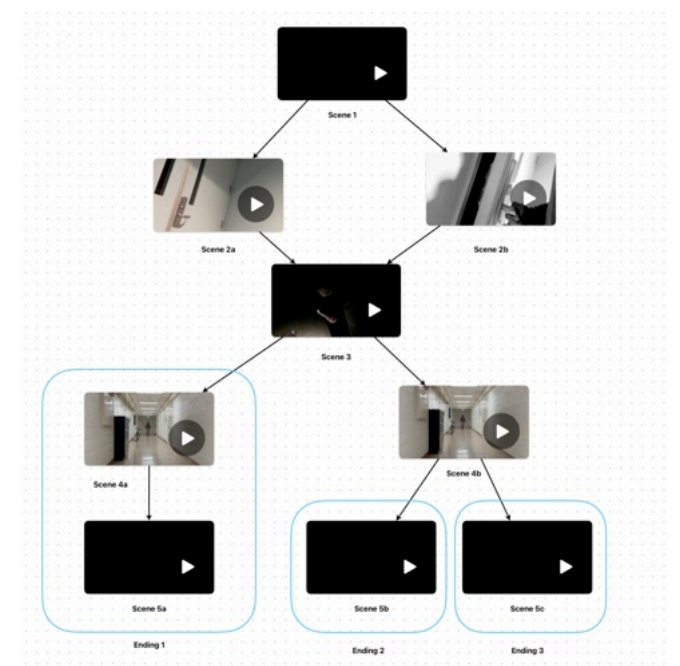 Scene 1
Scene 2a
Scene 2b
Scene 3
Scene 4a
Scene 4b
Scene 5a
Scene 5b
Scene 5c
Ending 1
Ending 2
Ending 3